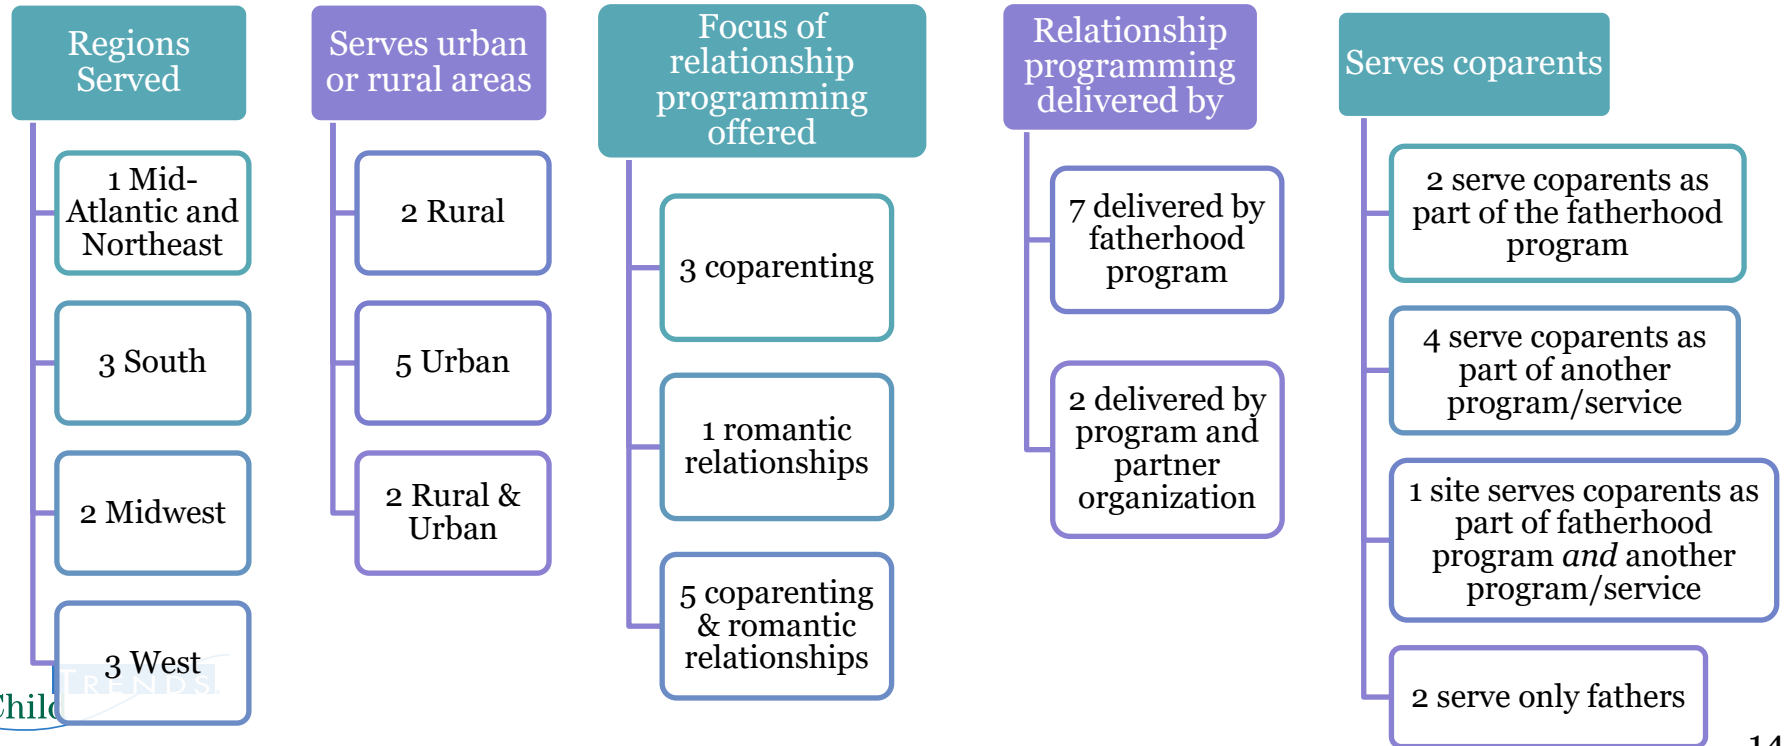 Regions
Served
1 Mid-
Atlantic and
Northeast
3 South
2 Midwest
3 West
Serves urban
or rural areas
2 Rural
5 Urban
2 Rural &
Urban
Focus of
relationship
programming
offered
3 coparenting
1 romantic
relationships
5 coparenting
& romantic
relationships
Relationship
programming
delivered by
7 delivered by
fatherhood
program
2 delivered by
program and
partner
organization
Serves coparents
2 serve coparents as
part of the fatherhood
program
4 serve coparents as
part of another
program/service
1 site serves coparents as
part of fatherhood
program and another
program/service
2 serve only fathers
Child
TRENDS
14